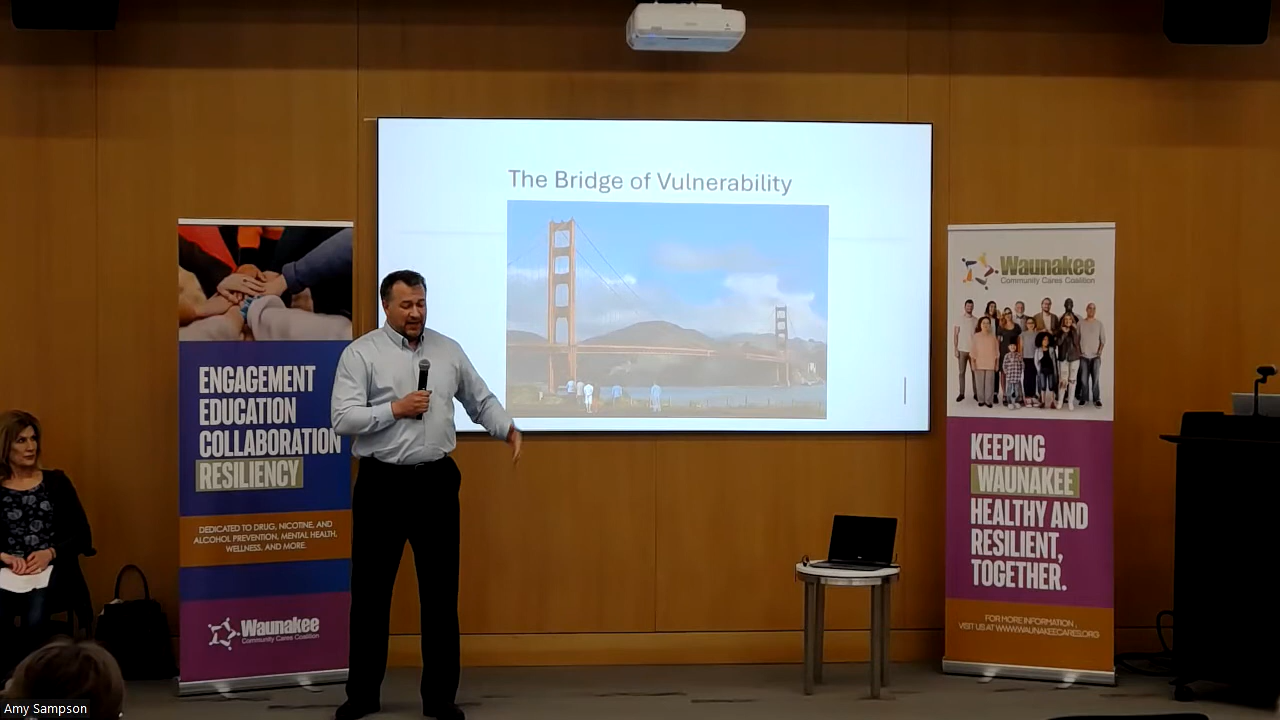 The Bridge of Vulnerability
ENGAGEMENT
EDUCATION
COLLABORATION
RESILIENCY
DEDICATED TO DRUG, NICOTINE, AND
ALCOHOL PREVENTION, MENTAL HEALTH,
WELLNESS, AND MORE.
Waunakee
Community Cares Coalition
Waunakee
Community Cares Coalition
KEEPING
WAUNAKEE
HEALTHY AND
RESILIENT,
TOGETHER.
FOR MORE INFORMATION,
VISIT US AT WWW.WAUNAKEECARES.ORG
Amy Sampson